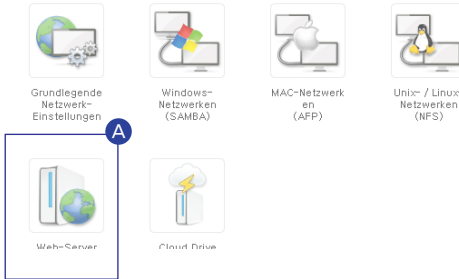 Grundlegende
Netzwerk-
Einstellungen
Windows-
Netzwerken
(SAMBA)
MAC-Netzwerk
en
(AFP)
Unix- / Linux-
Netzwerken
(NFS)
A
Web-Server
Cloud Drive